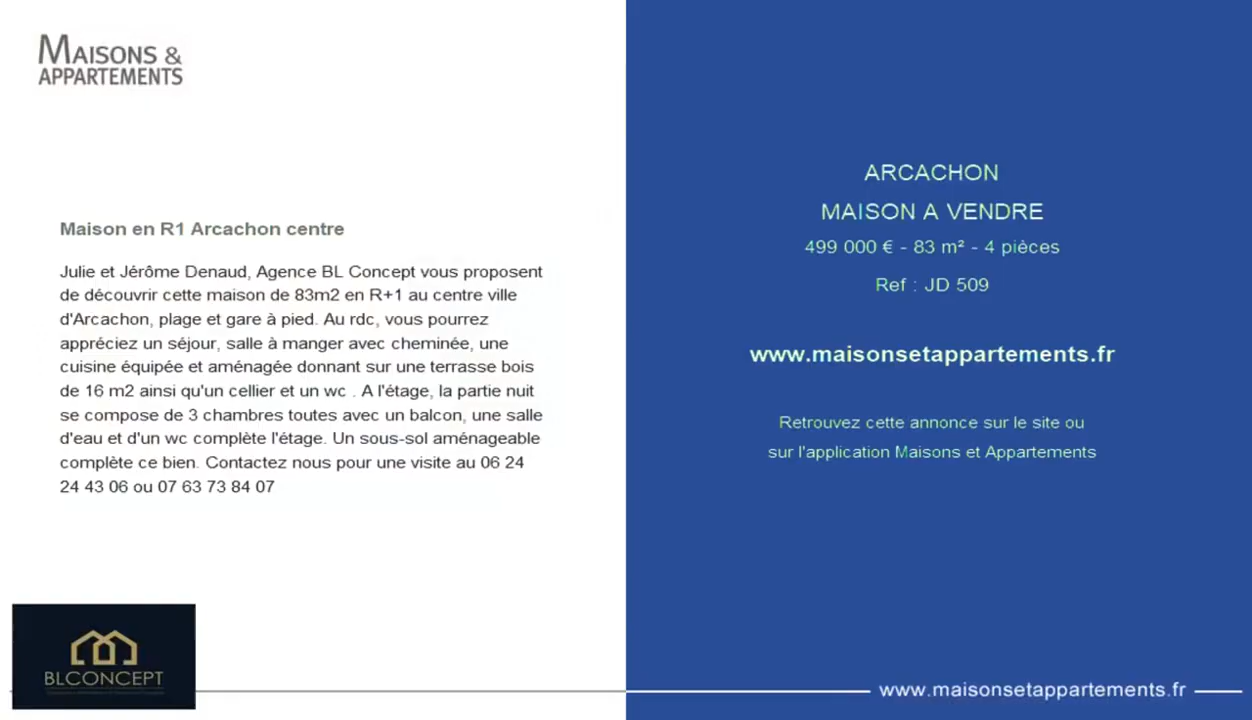 MAISONS &
APPARTEMENTS
Maison en R1 Arcachon centre
Julie et Jérôme Denaud, Agence BL Concept vous proposent
de découvrir cette maison de 83m2 en R+1 au centre ville
d'Arcachon, plage et gare à pied. Au rdc, vous pourrez
appréciez un séjour, salle à manger avec cheminée, une
cuisine équipée et aménagée donnant sur une terrasse bois
de 16 m2 ainsi qu'un cellier et un wc . A l'étage, la partie nuit
se compose de 3 chambres toutes avec un balcon, une salle
d'eau et d'un wc complète l'étage. Un sous-sol aménageable
complète ce bien. Contactez nous pour une visite au 06 24
24 43 06 ou 07 63 73 84 07
BLCONCEPT
ARCACHON
MAISON A VENDRE
499 000 € - 83 m² - 4 pièces
Ref : JD 509
www.maisonsetappartements.fr
Retrouvez cette annonce sur le site ou
sur l'application Maisons et Appartements
www.maisonsetappartements.fr